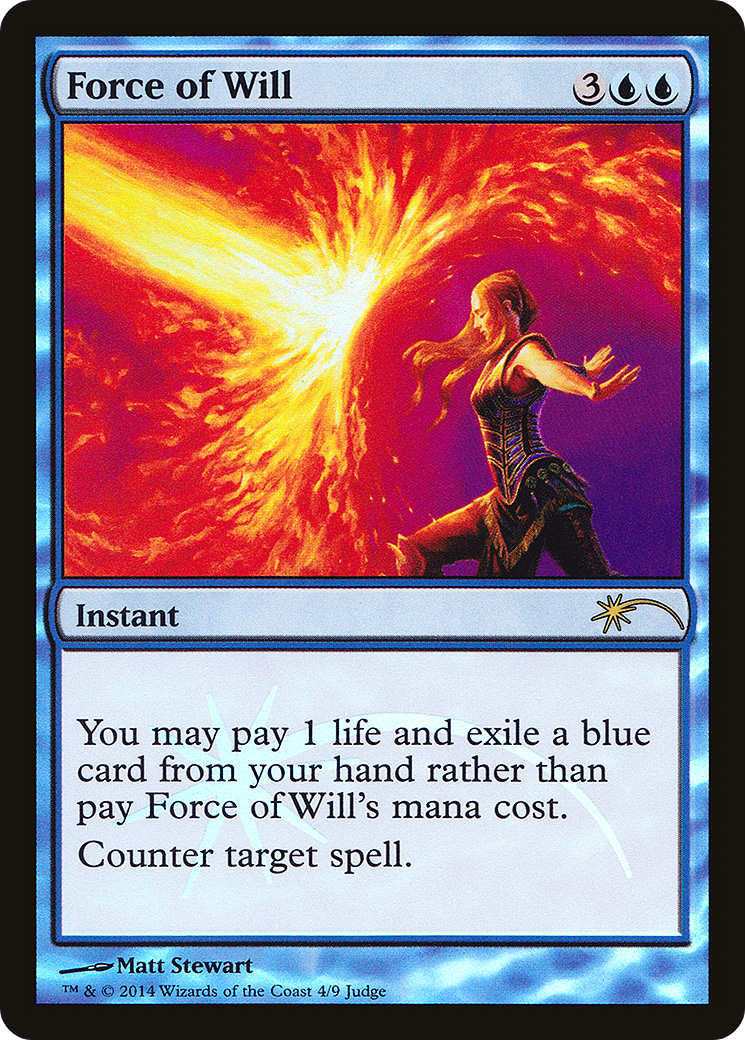 Force of Will 3
Instant
You may pay 1 life and exile a blue
card from your hand rather than
pay Force of Will's mana cost.
Counter target spell.
Matt Stewart
™ & © 2014 Wizards of the Coast 4/9 Judge